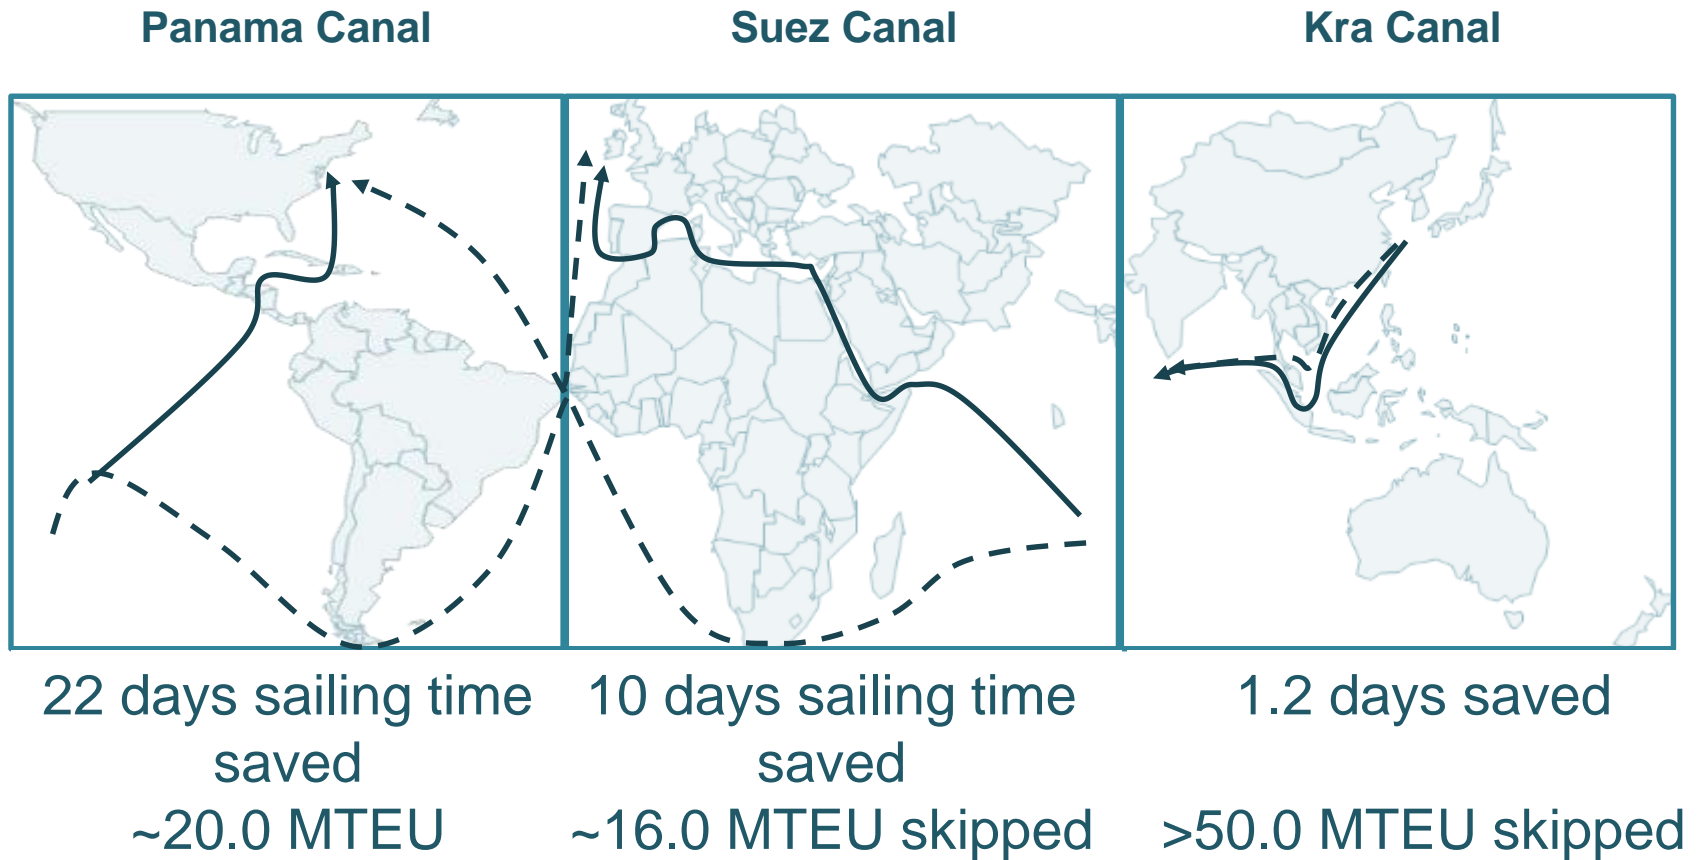 Panama Canal
Suez Canal
Kra Canal
22 days sailing time
saved
~20.0 MTEU
10 days sailing time
saved
~16.0 MTEU skipped
1.2 days saved
>50.0 MTEU skipped